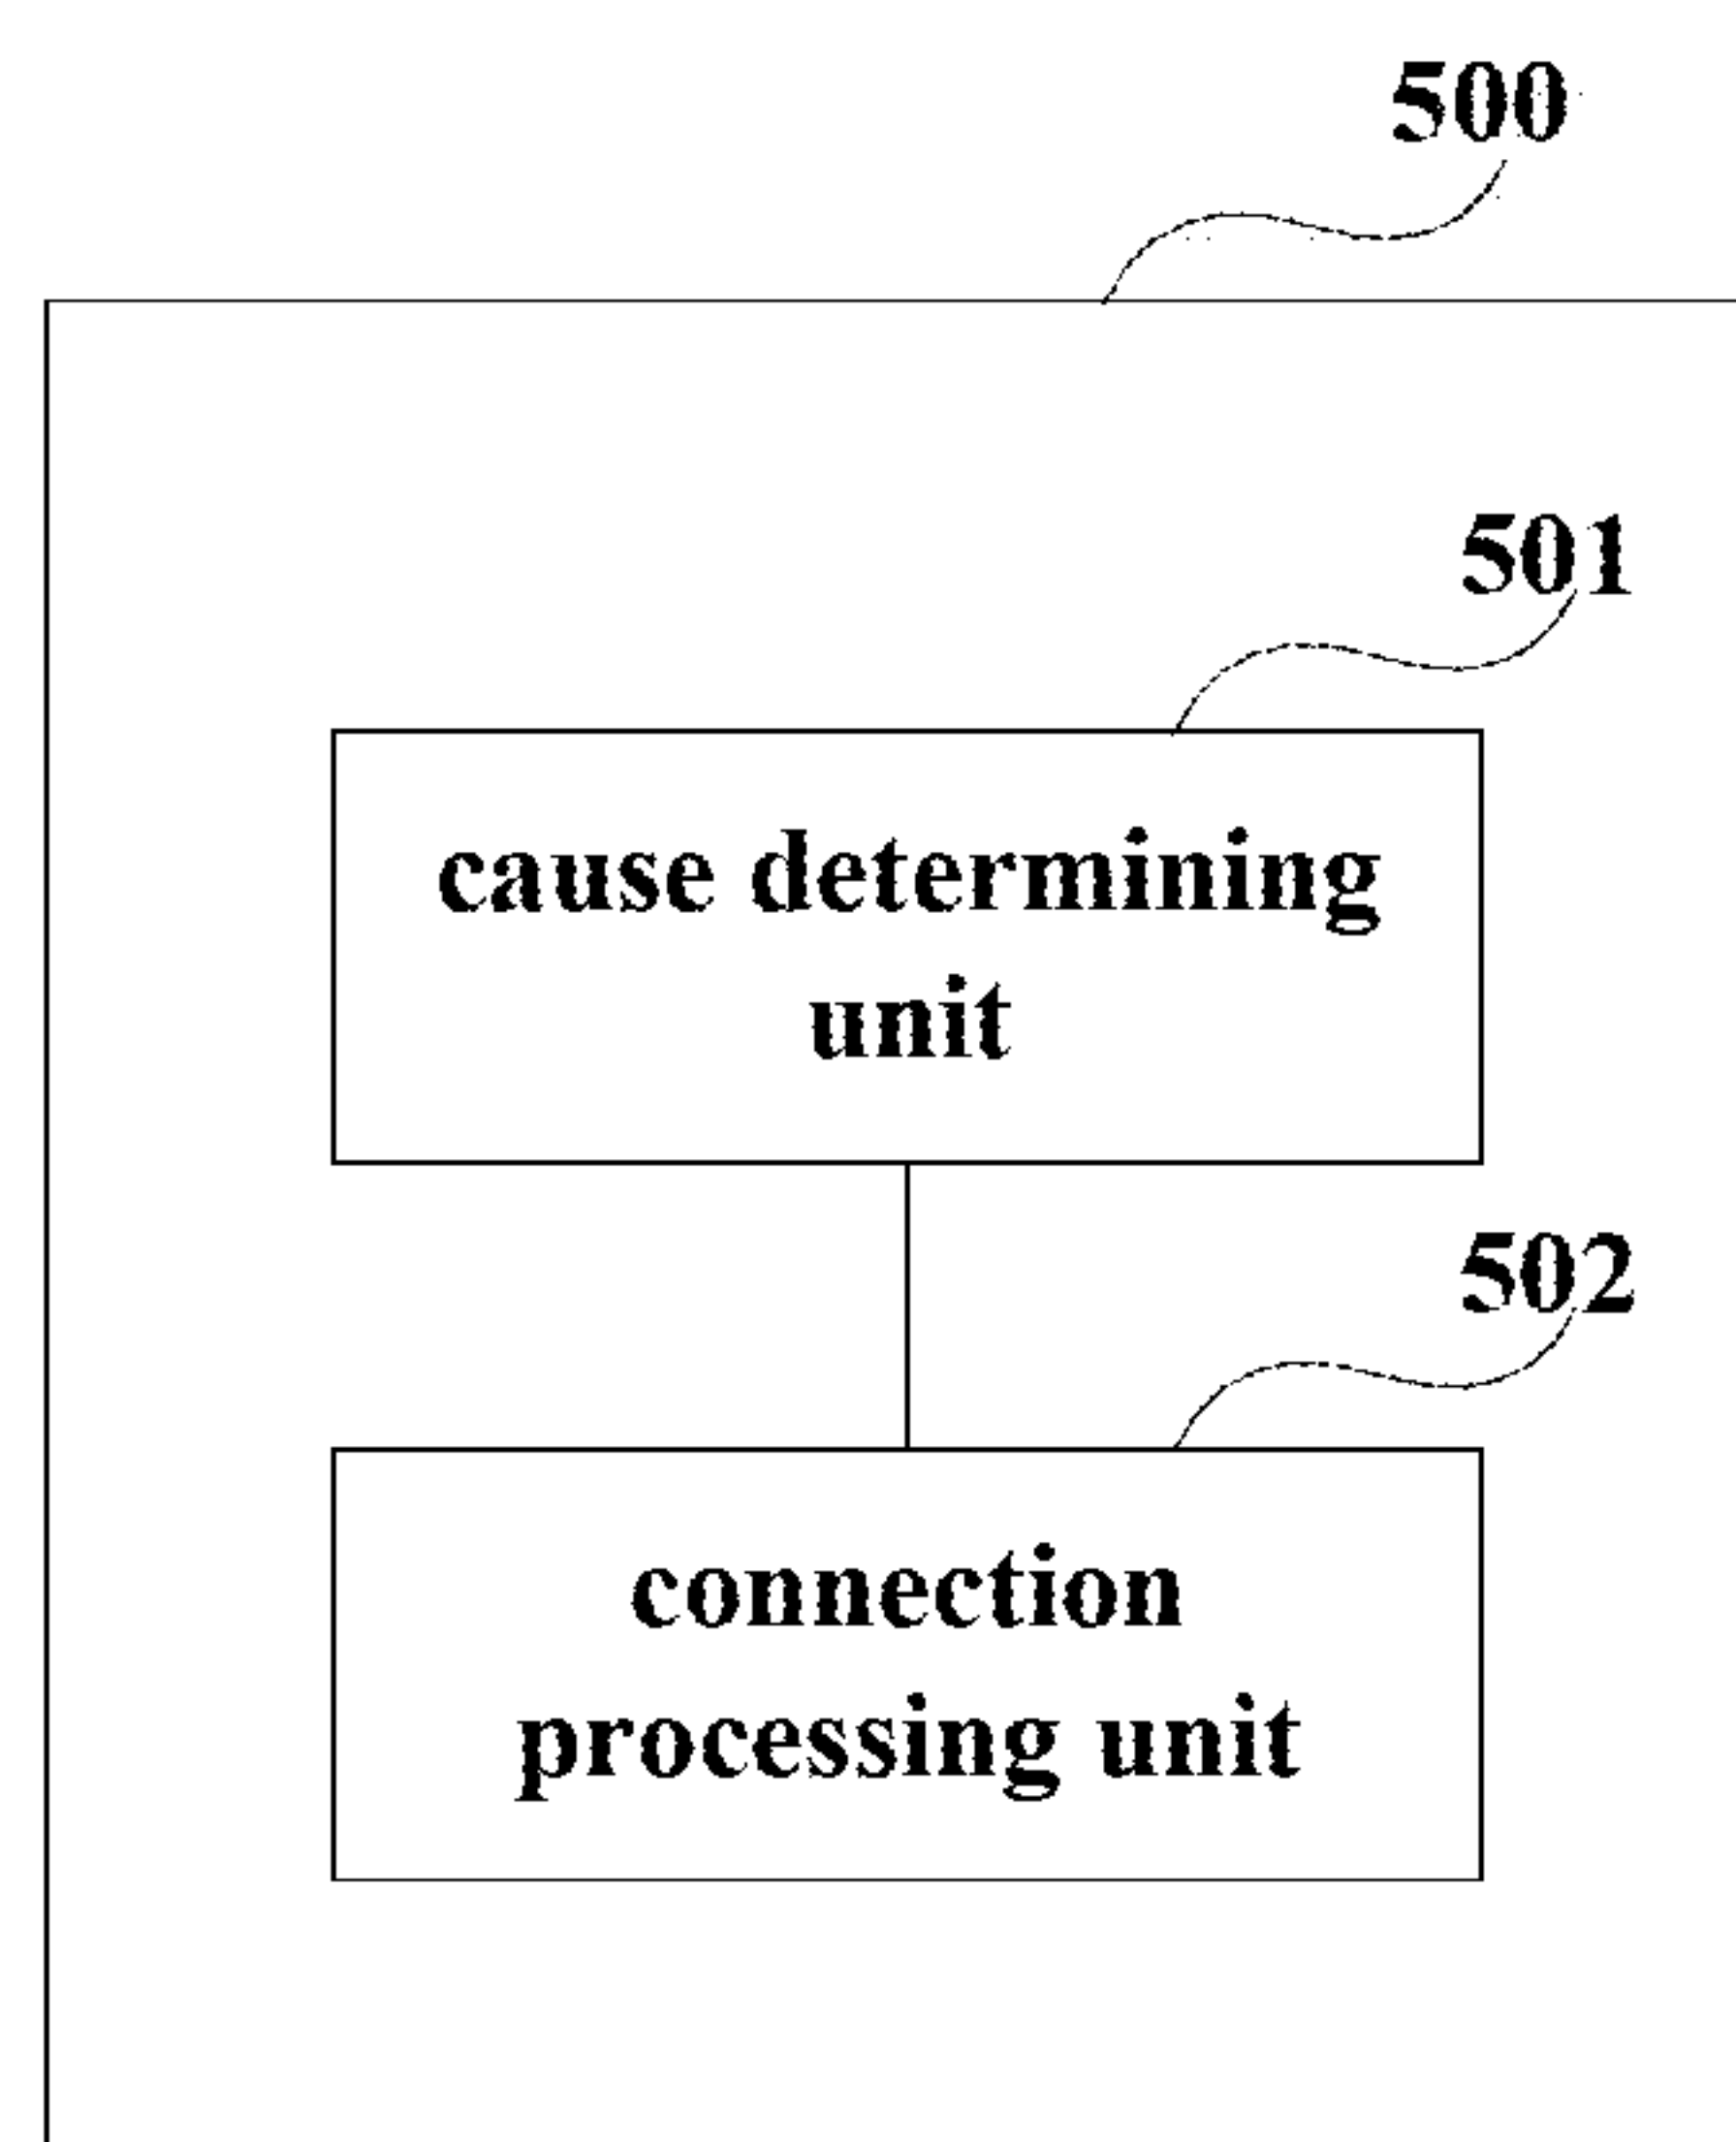 500
501
cause determining
unit
502
connection
processing unit